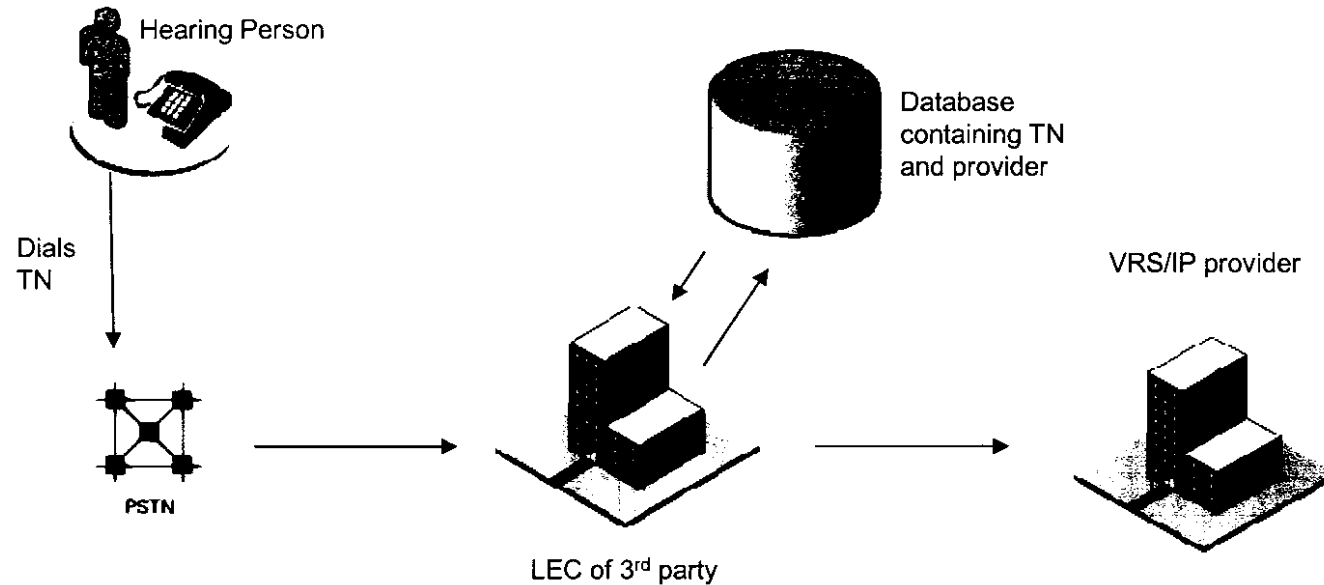 Hearing Person
Database
containing TN
and provider
Dials
TN
VRS/IP provider
PSTN
LEC of 3rd party